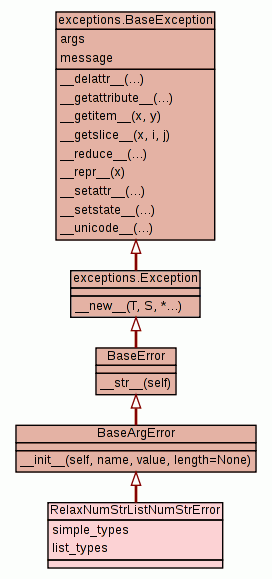 exceptions.BaseException
args
message
__delattr__(...)
__getattribute__(...)
__getitem__(x, y)
__getslice__(x, i, j)
__reduce__(...)
__repr__(x)
__setattr__(...)
__setstate__(...)
__unicode__(...)
exceptions.Exception
__new__(T, S, *...)
BaseError
__str__(self)
BaseArgError
__init__(self, name, value, length=None)
RelaxNumStrListNumStrError
simple_types
list_types